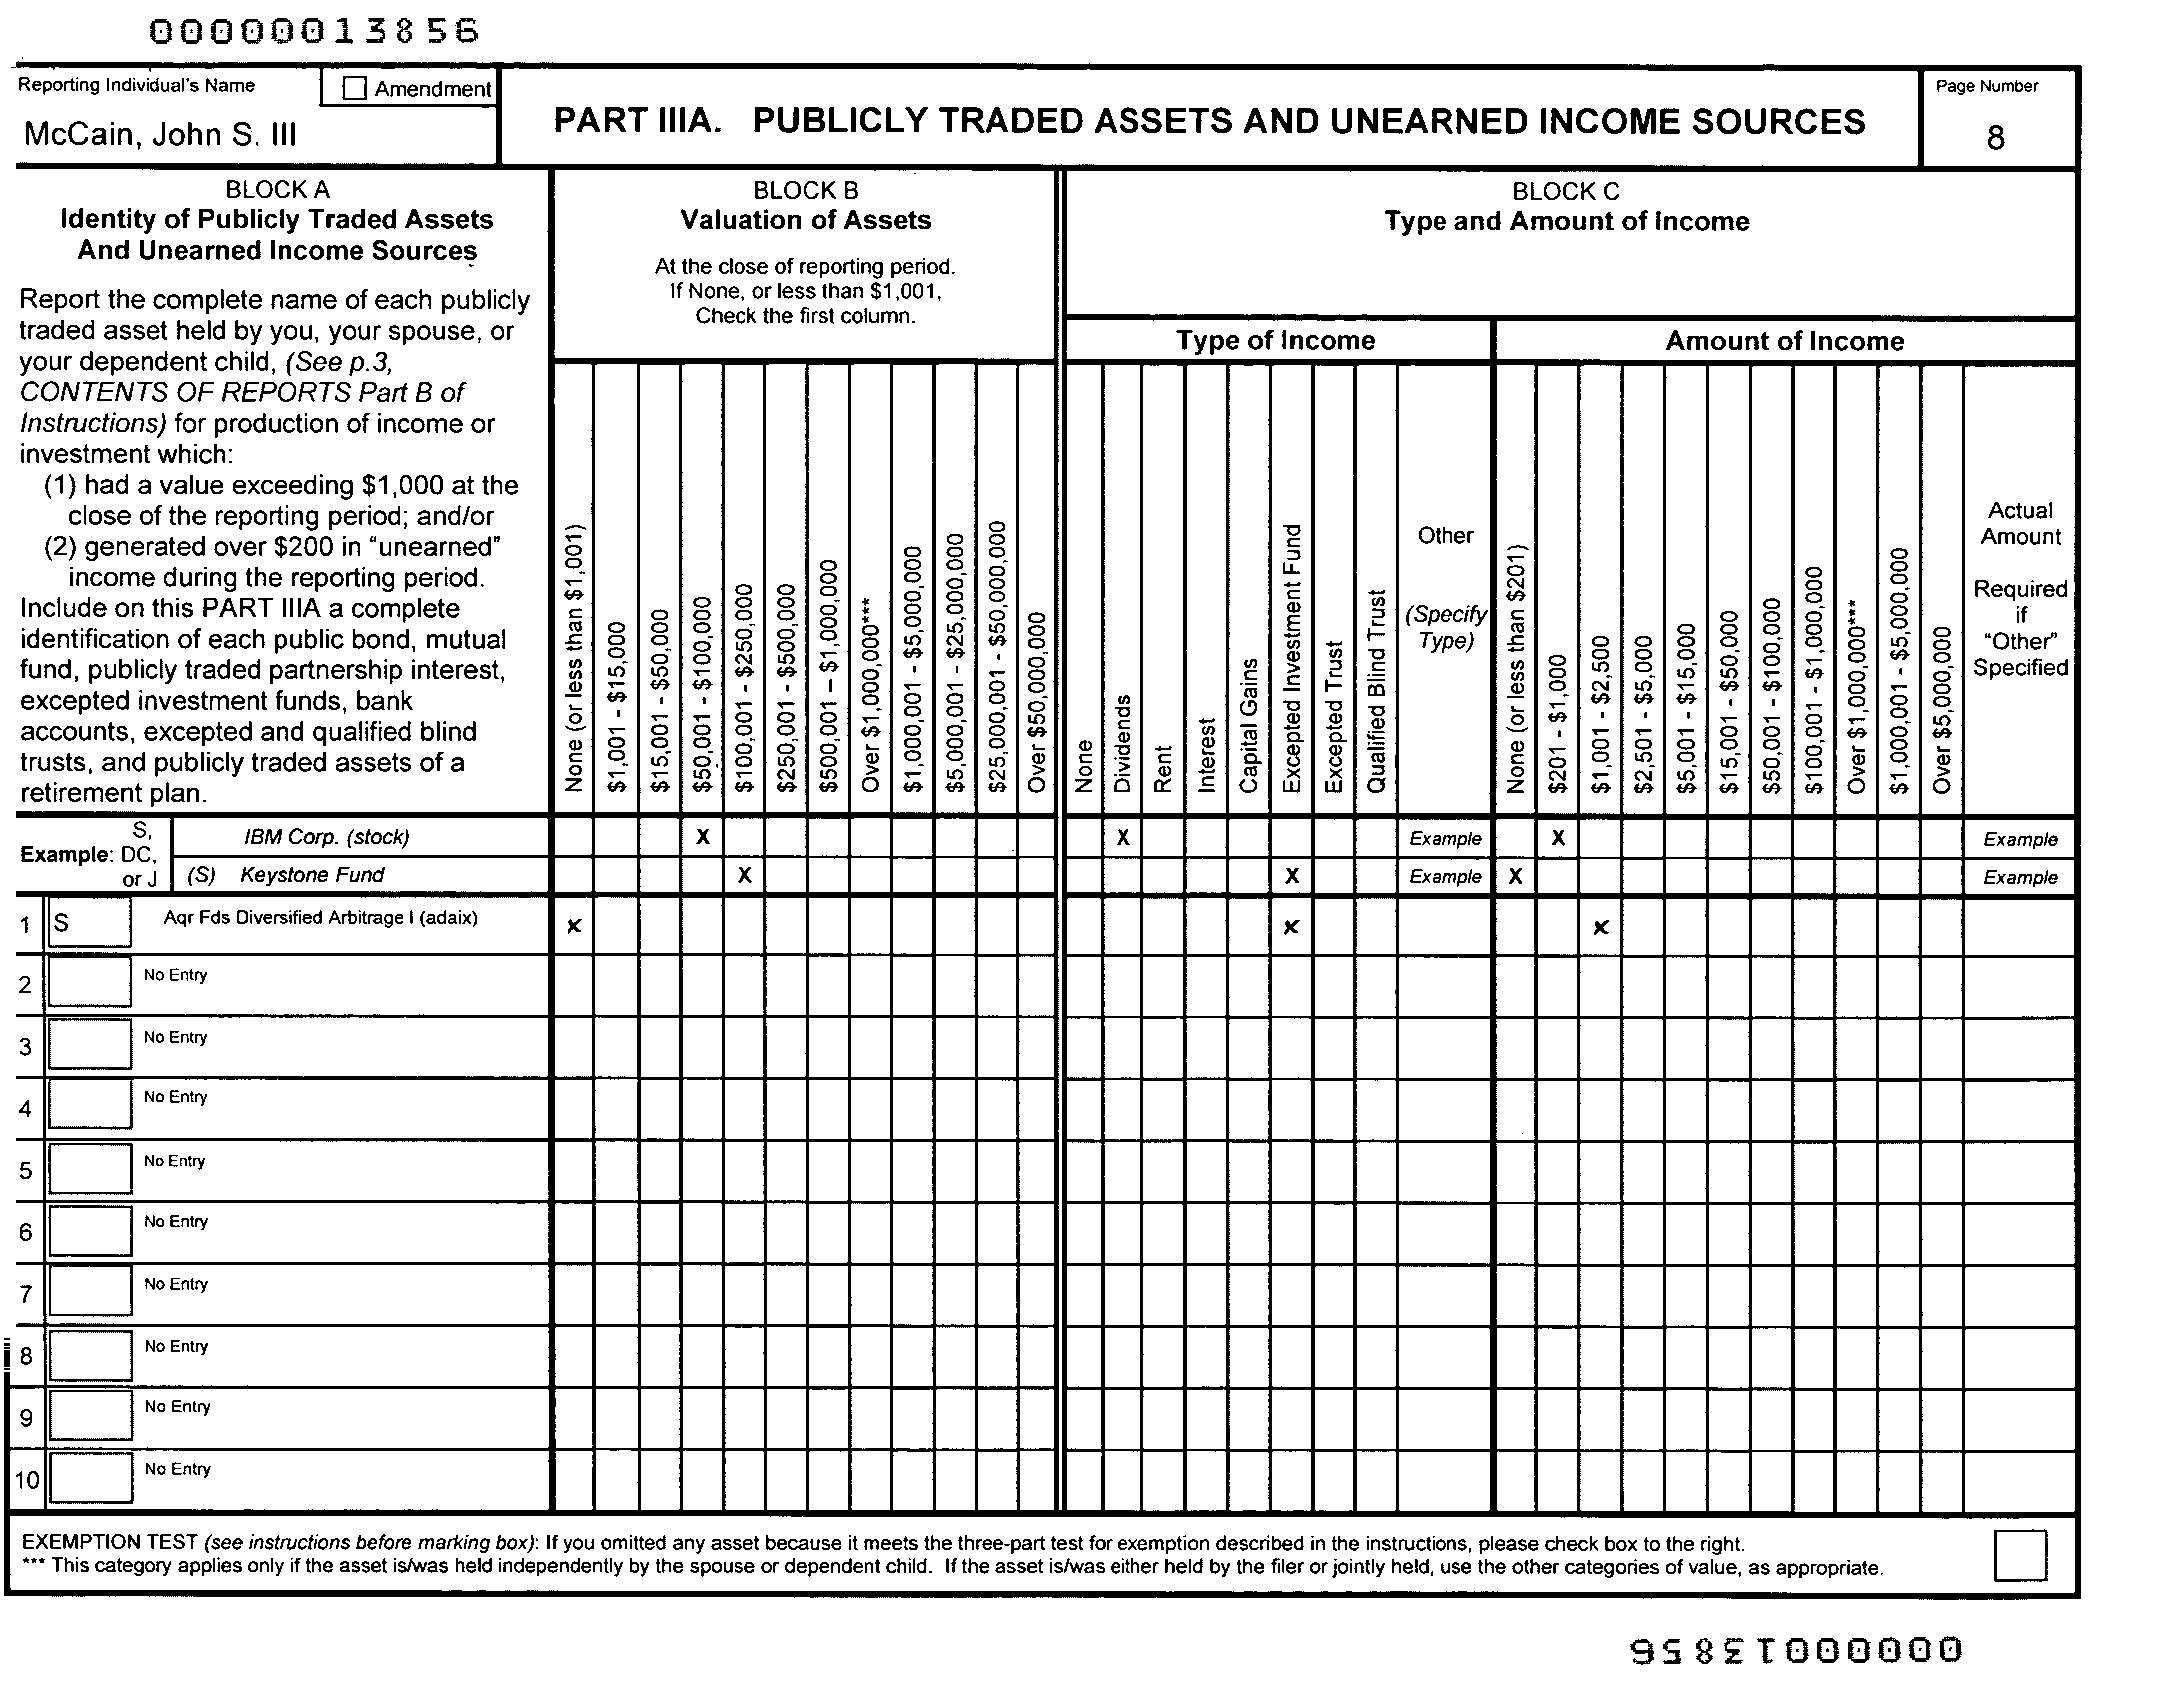 00000013856
Reporting Individual's Name
Amendment
McCain, John S. III
PART IIIA. PUBLICLY TRADED ASSETS AND UNEARNED INCOME SOURCES
Page Number
8
BLOCK A
Identity of Publicly Traded Assets
And Unearned Income Sources
Report the complete name of each publicly
traded asset held by you, your spouse, or
your dependent child, (See p.3,
CONTENTS OF REPORTS Part B of
Instructions) for production of income or
investment which:
(1) had a value exceeding $1,000 at the
close of the reporting period; and/or
(2) generated over $200 in "unearned"
income during the reporting period.
Include on this PART IIIA a complete
identification of each public bond, mutual
fund, publicly traded partnership interest,
excepted investment funds, bank
accounts, excepted and qualified blind
trusts, and publicly traded assets of a
retirement plan.
BLOCK B
Valuation of Assets
At the close of reporting period.
If None, or less than $1,001,
Check the first column.
None (or less than $1,001)
$1,001 - $15,000
$15,001 - $50,000
$50,001 - $100,000
$100,001 - $250,000
$250,001 - $500,000
$500,001 – $1,000,000
Over $1,000,000***
$1,000,001 - $5,000,000
$5,000,001 - $25,000,000
$25,000,001 - $50,000,000
Over $50,000,000
BLOCK C
Type and Amount of Income
Type of Income
None
Dividends
Rent
Interest
Capital Gains
Excepted Investment Fund
Excepted Trust
Qualified Blind Trust
Other
(Specify
Type)
Amount of Income
None (or less than $201)
$201 - $1,000
$1,001 - $2,500
$2,501 - $5,000
$5,001 - $15,000
$15,001 - $50,000
$50,001 - $100,000
$100,001 - $1,000,000
Over $1,000,000***
$1,000,001 - $5,000,000
Over $5,000,000
Actual
Amount
Required
if
"Other"
Specified
Example: S, DC, or J
IBM Corp. (stock) X X Example X Example
(S) Keystone Fund X X Example X Example
1 S Aqr Fds Diversified Arbitrage I (adaix) x x x
2 No Entry
3 No Entry
4 No Entry
5 No Entry
6 No Entry
7 No Entry
8 No Entry
9 No Entry
10 No Entry
EXEMPTION TEST (see instructions before marking box): If you omitted any asset because it meets the three-part test for exemption described in the instructions, please check box to the right.
*** This category applies only if the asset is/was held independently by the spouse or dependent child. If the asset is/was either held by the filer or jointly held, use the other categories of value, as appropriate.
00000013856